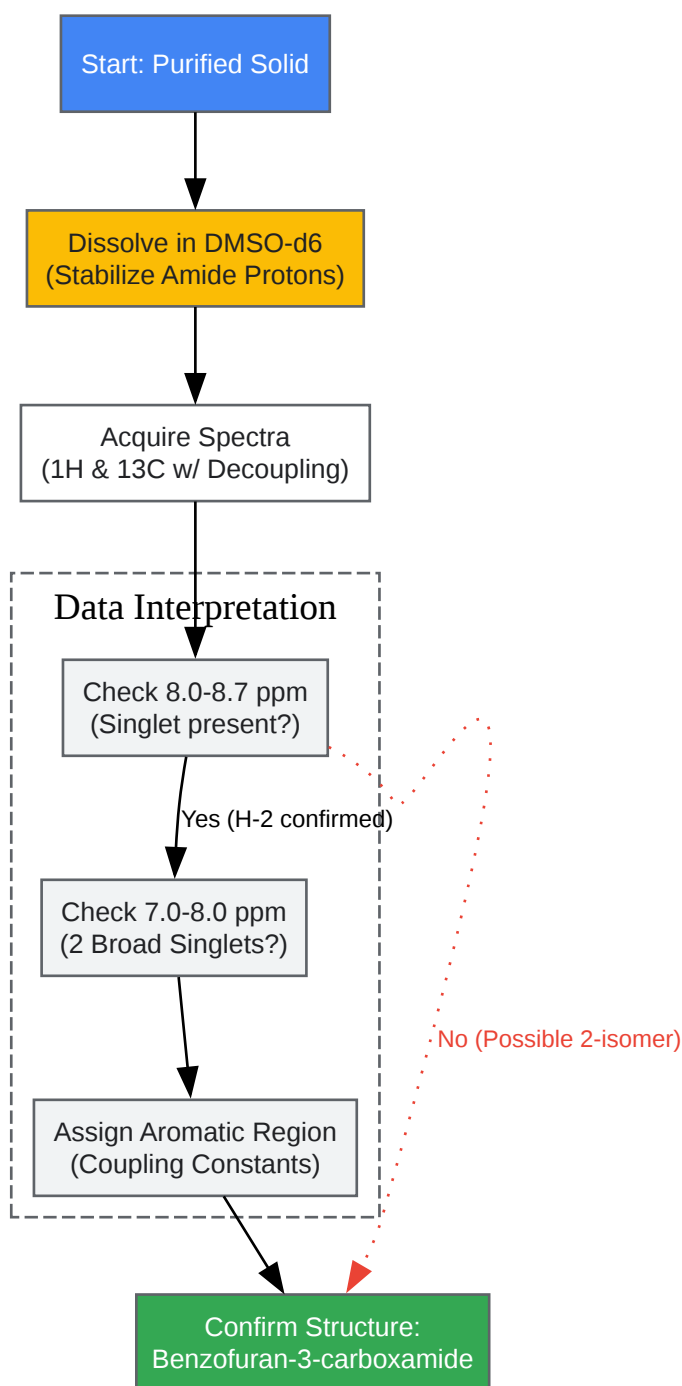 Start: Purified Solid
Dissolve in DMSO-d6
(Stabilize Amide Protons)
Acquire Spectra
(1H & 13C w/ Decoupling)
Data Interpretation
Check 8.0-8.7 ppm
(Singlet present?)
Yes (H-2 confirmed)
Check 7.0-8.0 ppm
(2 Broad Singlets?)
No (Possible 2-isomer)
Assign Aromatic Region
(Coupling Constants)
Confirm Structure:
Benzofuran-3-carboxamide